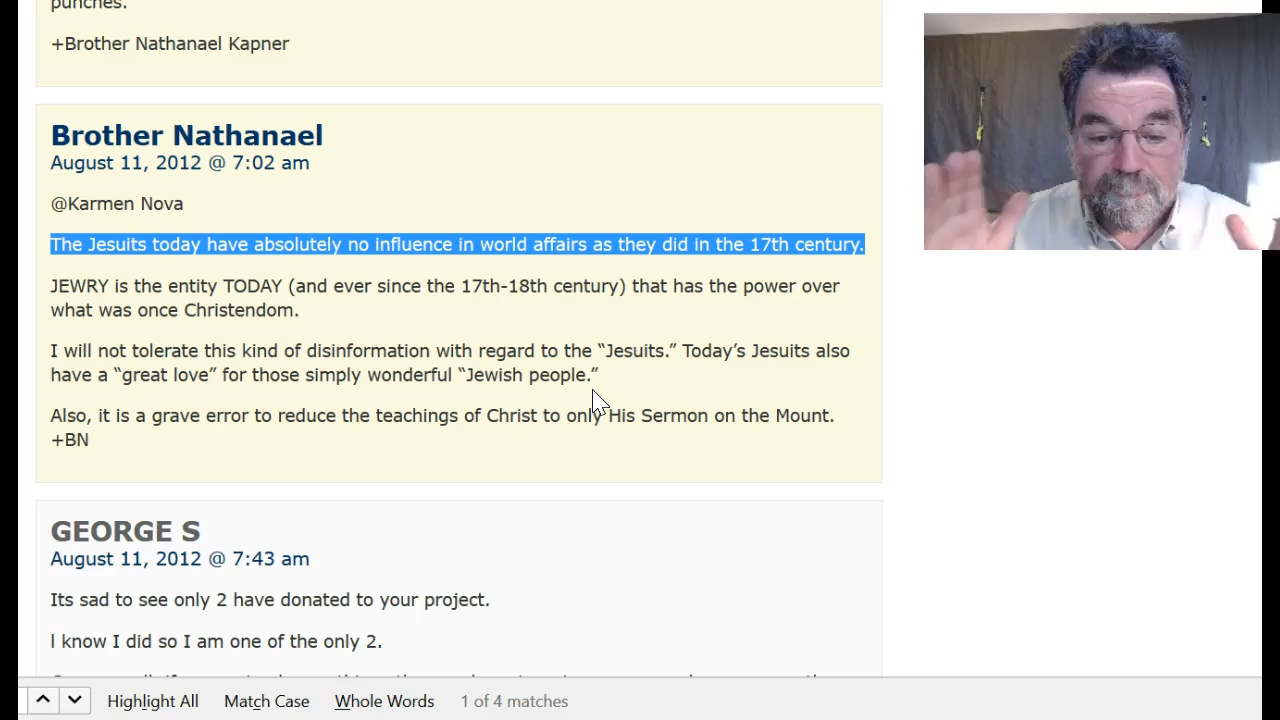 punches.
+Brother Nathanael Kapner
Brother Nathanael
August 11, 2012 @ 7:02 am
@Karmen Nova
The Jesuits today have absolutely no influence in world affairs as they did in the 17th century.
JEWRY is the entity TODAY (and ever since the 17th-18th century) that has the power over
what was once Christendom.
I will not tolerate this kind of disinformation with regard to the “Jesuits.” Today’s Jesuits also
have a “great love” for those simply wonderful “Jewish people.”
Also, it is a grave error to reduce the teachings of Christ to only His Sermon on the Mount.
+BN
GEORGE S
August 11, 2012 @ 7:43 am
Its sad to see only 2 have donated to your project.
l know I did so I am one of the only 2.
Highlight All Match Case Whole Words 1 of 4 matches